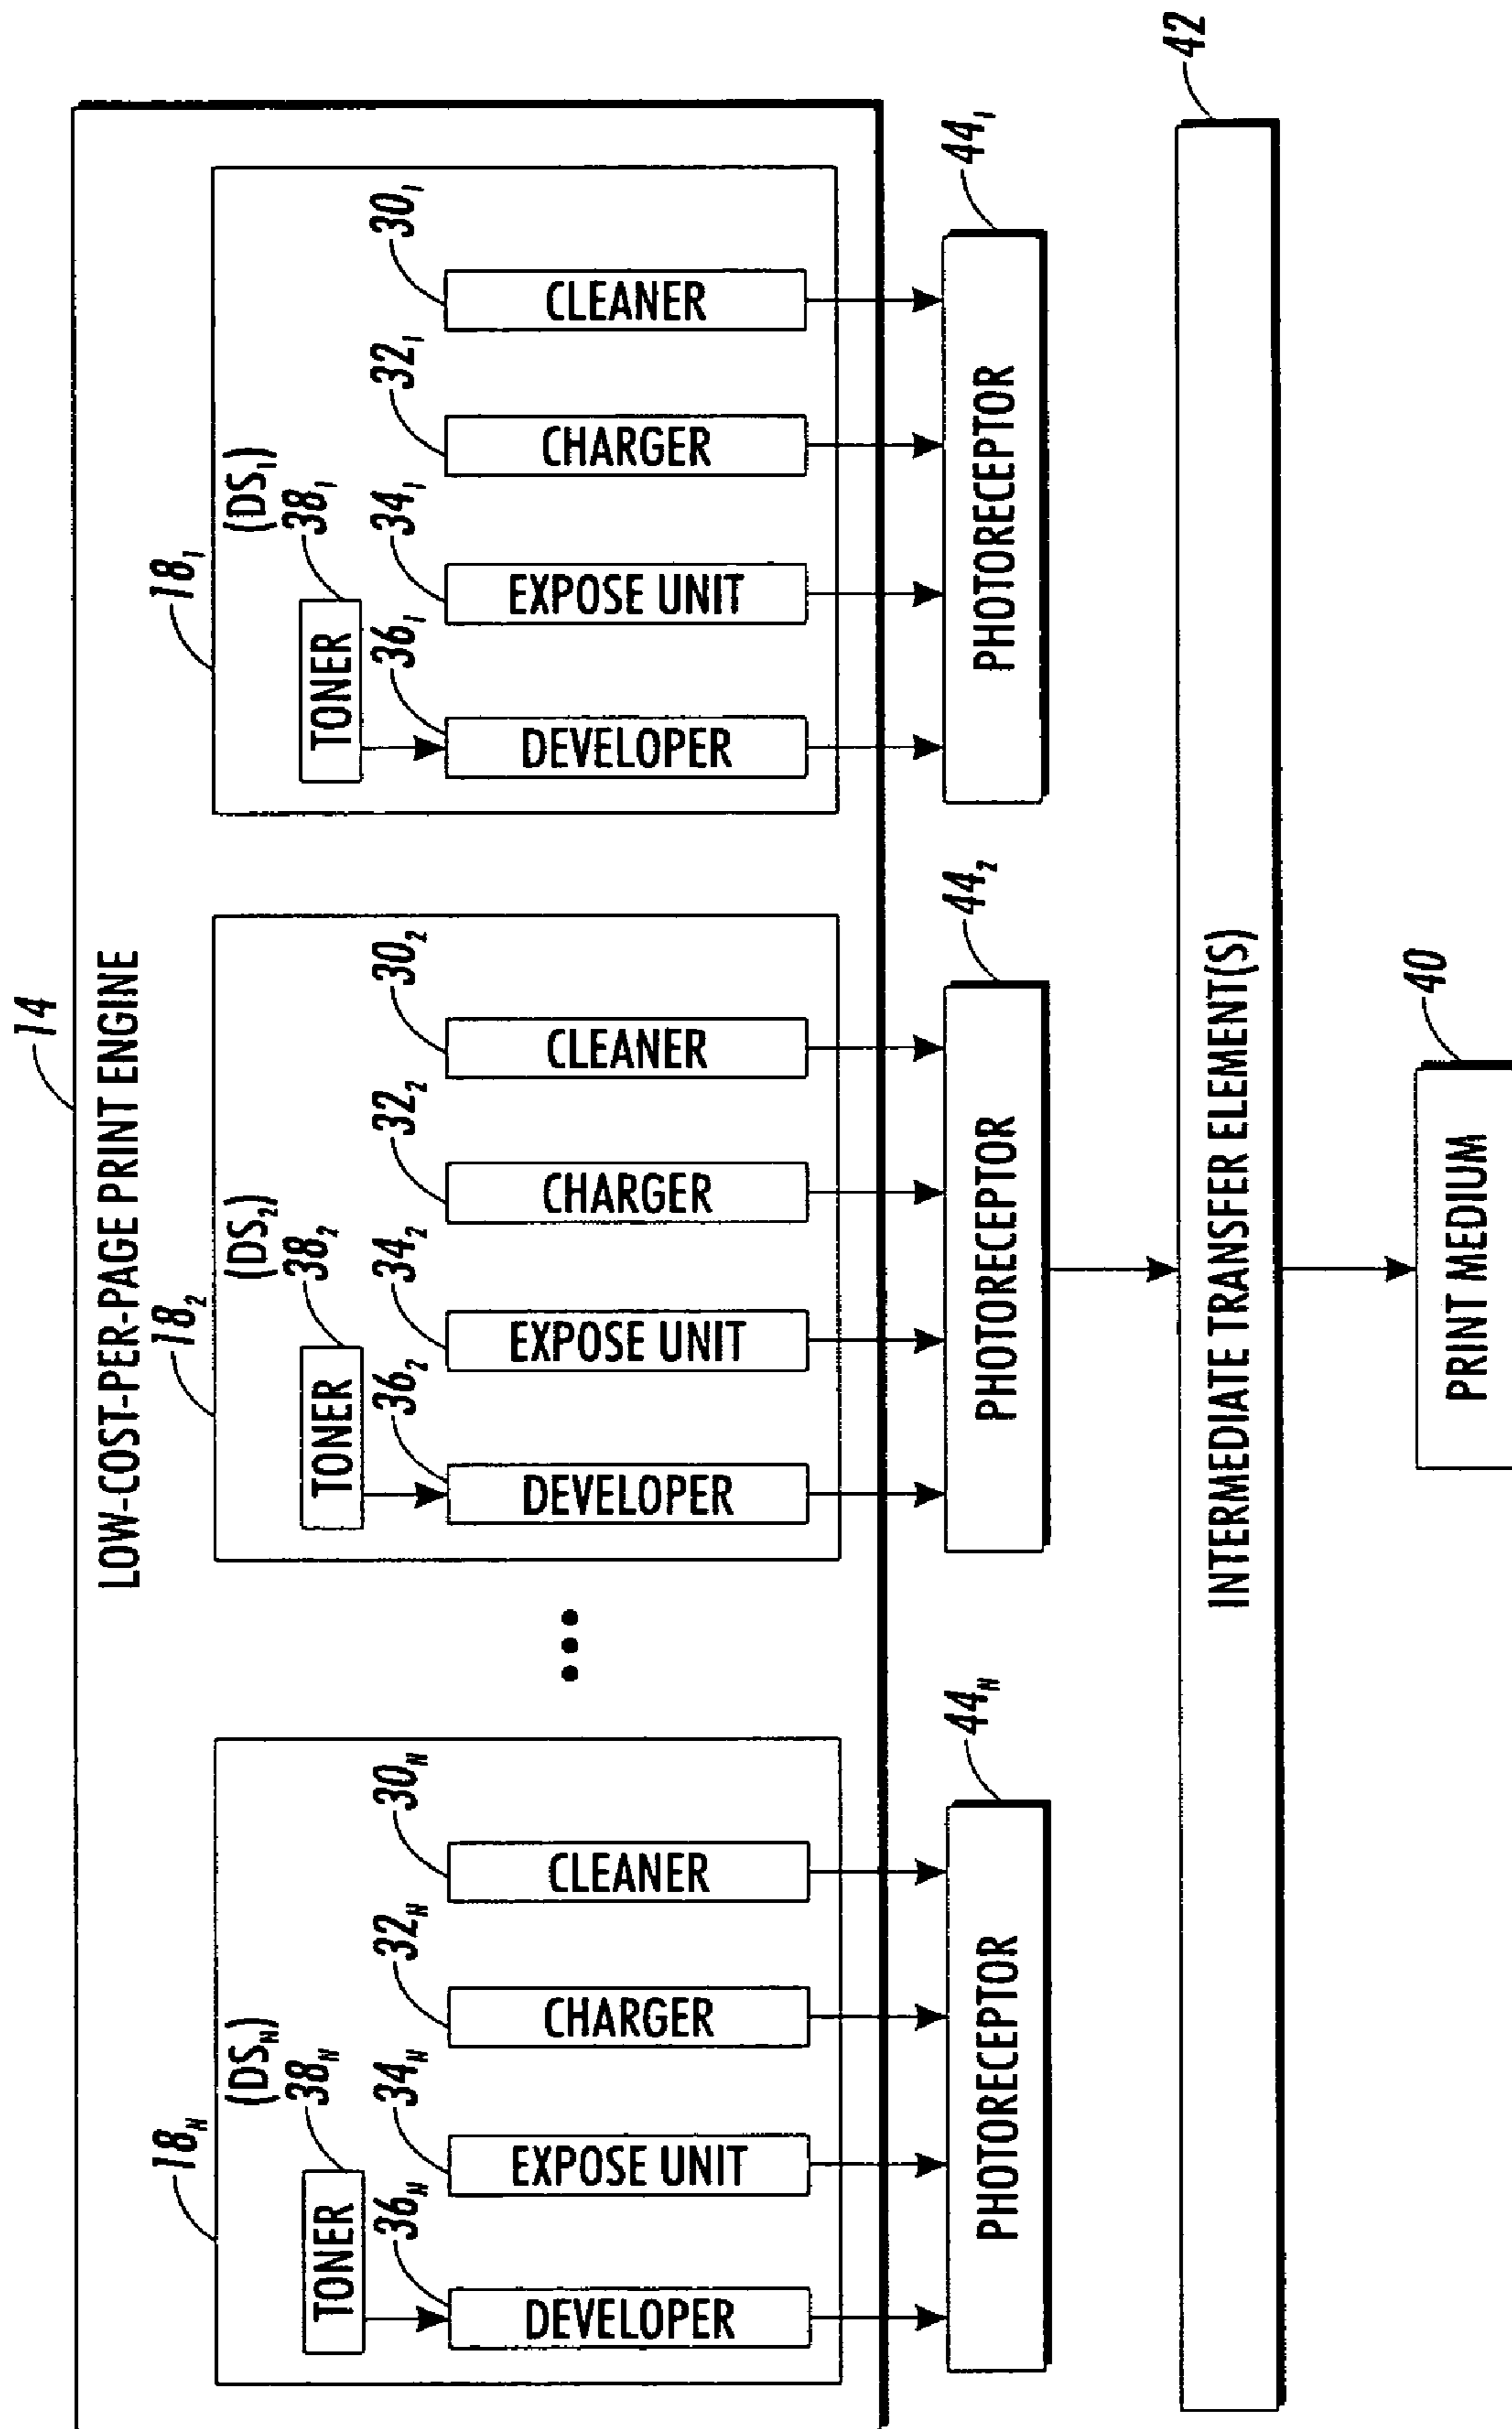 14
LOW-COST-PER-PAGE PRINT ENGINE
18N
(DSN)
TONER
38N
36N
34N
32N
30N
DEVELOPER
EXPOSE UNIT
CHARGER
CLEANER
PHOTORECEPTOR
44N
...
182
(DS2)
TONER
382
362
342
322
302
DEVELOPER
EXPOSE UNIT
CHARGER
CLEANER
PHOTORECEPTOR
442
181
(DS1)
TONER
381
361
341
321
301
DEVELOPER
EXPOSE UNIT
CHARGER
CLEANER
PHOTORECEPTOR
441
INTERMEDIATE TRANSFER ELEMENT(S)
42
PRINT MEDIUM
40